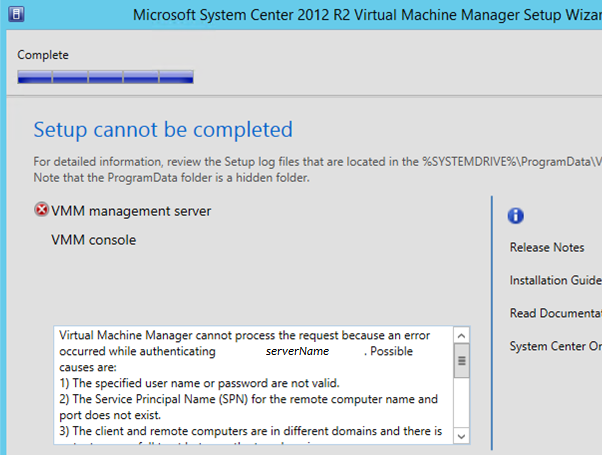 Microsoft System Center 2012 R2 Virtual Machine Manager Setup Wizar
Complete
Setup cannot be completed
For detailed information, review the Setup log files that are located in the %SYSTEMDRIVE%\ProgramData\V
Note that the ProgramData folder is a hidden folder.
VMM management server
VMM console
Release Notes
Installation Guide
Read Documentat
System Center On
Virtual Machine Manager cannot process the request because an error
occurred while authenticating serverName . Possible
causes are:
1) The specified user name or password are not valid.
2) The Service Principal Name (SPN) for the remote computer name and
port does not exist.
3) The client and remote computers are in different domains and there is